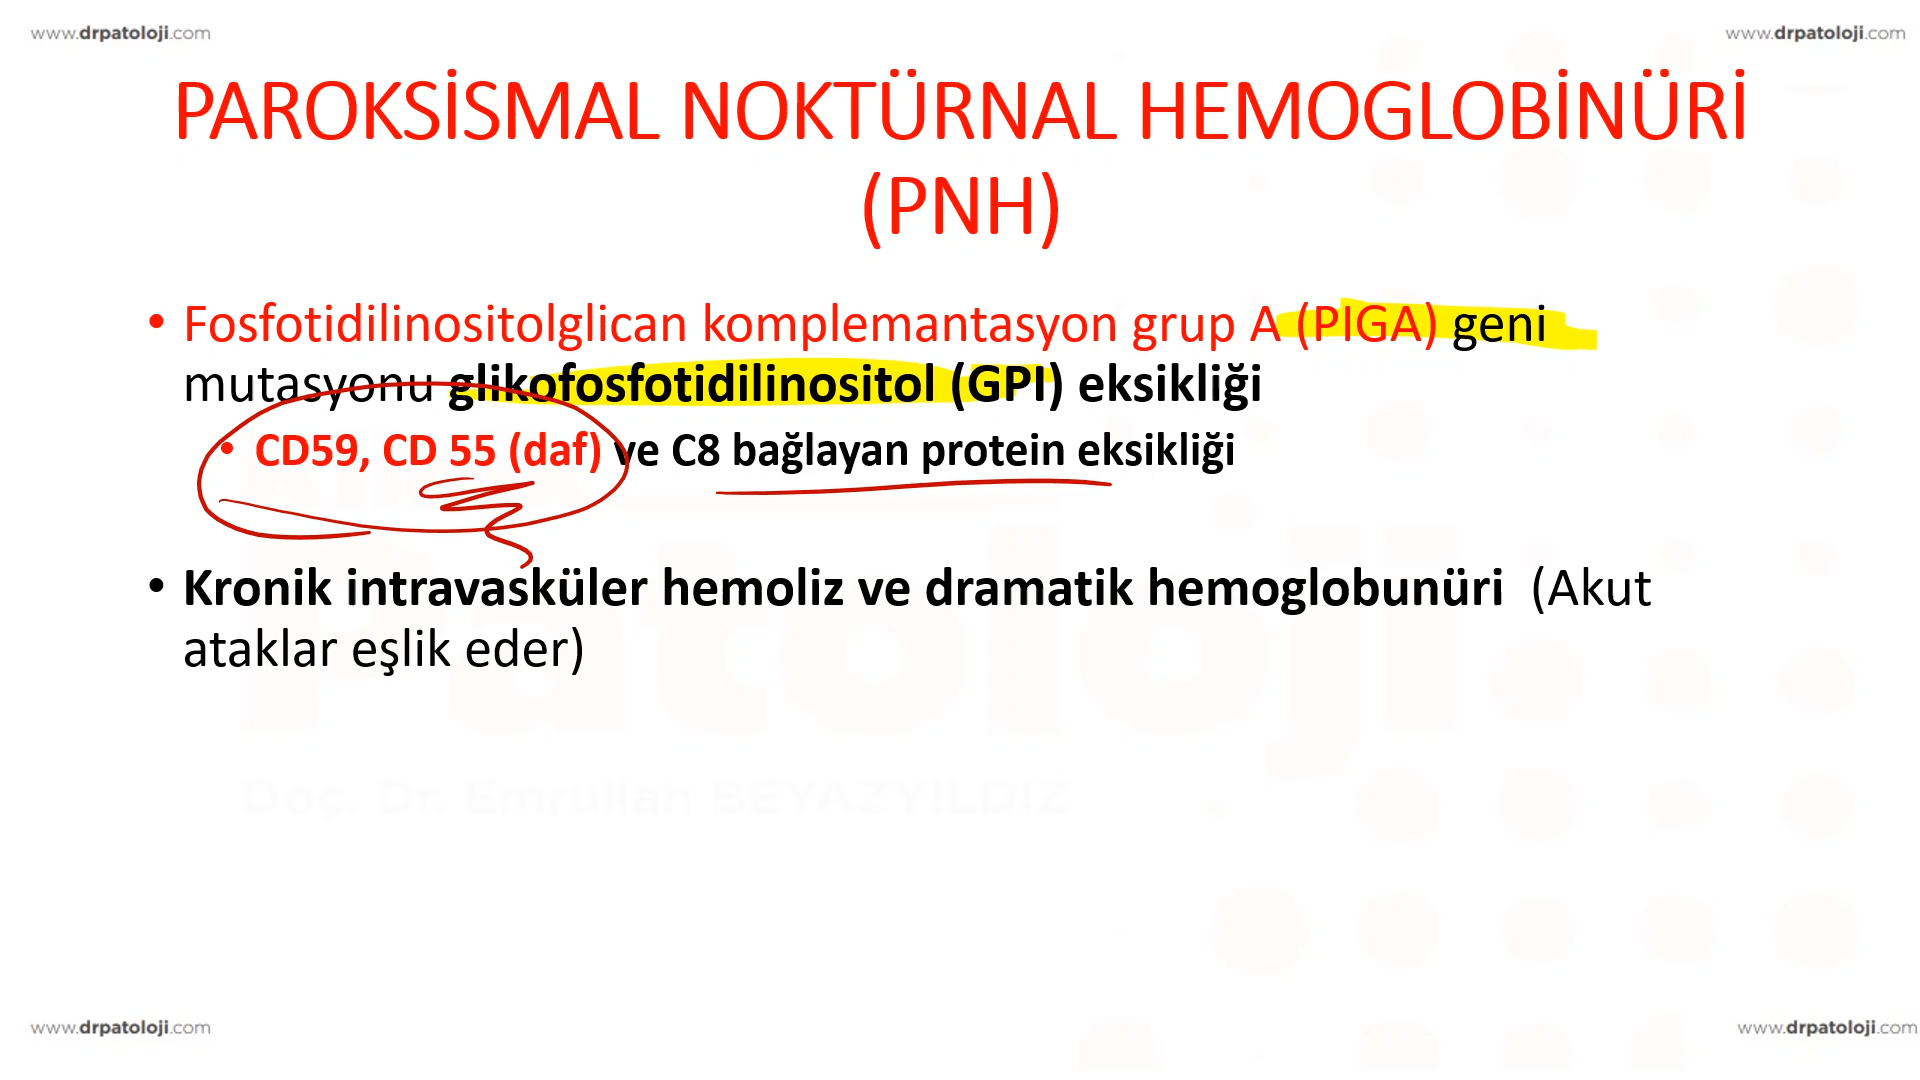 www.drpatoloji.com
www.drpatoloji.com
PAROKSİSMAL NOKTÜRNAL HEMOGLOBİNÜRİ
(PNH)
• Fosfotidilinositolglican komplemantasyon grup A (PIGA) geni
mutasyonu glikofosfotidilinositol (GPI) eksikliği
• CD59, CD 55 (daf) ve C8 bağlayan protein eksikliği
• Kronik intravasküler hemoliz ve dramatik hemoglobunüri (Akut
ataklar eşlik eder)
Patoloji
Doç. Dr. Emrullah BEYAZYILDIZ
www.drpatoloji.com
www.drpatoloji.com